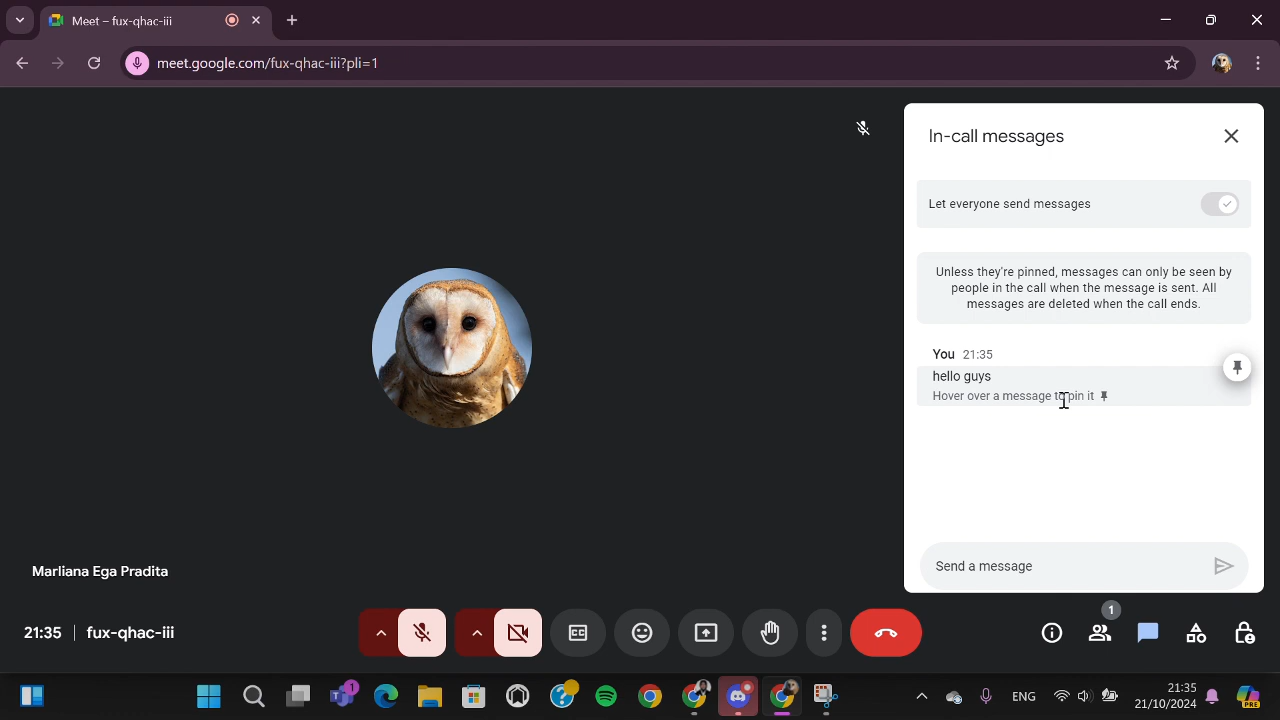 Meet – fux-qhac-iii
meet.google.com/fux-qhac-iii?pli=1
In-call messages
Let everyone send messages
Unless they're pinned, messages can only be seen by
people in the call when the message is sent. All
messages are deleted when the call ends.
You 21:35
hello guys
Hover over a message to pin it
Send a message
Marliana Ega Pradita
21:35 | fux-qhac-iii
CC
1
1
ENG
21:35
21/10/2024
PRE